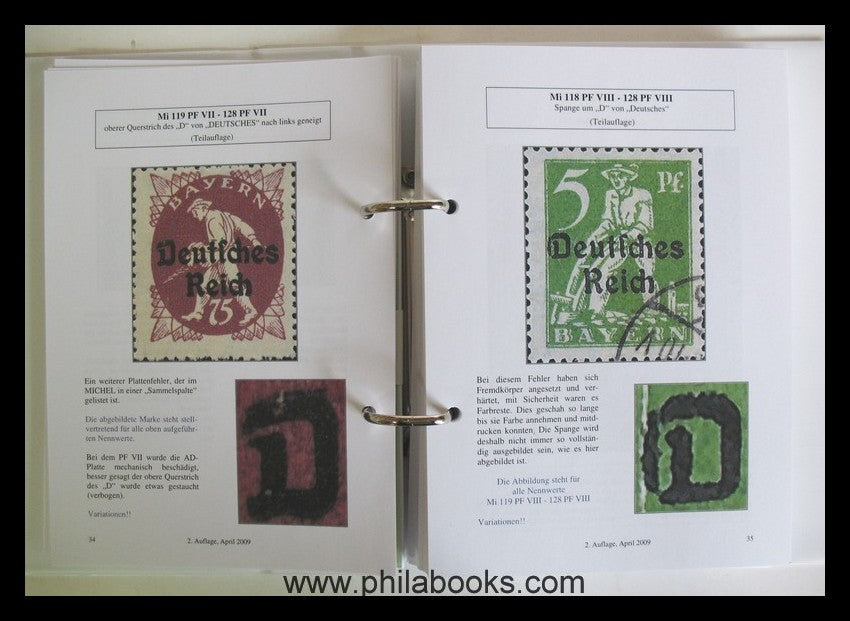 Mi 119 PF VII - 128 PF VII
oberer Querstrich des „D“ von „DEUTSCHES“ nach links geneigt
(Teilauflage)
BAYERN
Deutsches
Reich
75
Ein weiterer Plattenfehler, der im
MICHEL in einer „Sammelspalte“
gelistet ist.
Die abgebildete Marke steht stell-
vertretend für alle oben aufgeführ-
ten Nennwerte.
Bei dem PF VII wurde die AD-
Platte mechanisch beschädigt,
besser gesagt der obere Querstrich
des „D“ wurde etwas gestaucht
(verbogen).
Variationen!!
D
34
2. Auflage, April 2009
Mi 118 PF VIII - 128 PF VIII
Spange um „D“ von „Deutsches“
(Teilauflage)
5 Pf.
Deutsches
Reich
BAYERN
Bei diesem Fehler haben sich
Fremdkörper angesetzt und ver-
härtet, mit Sicherheit waren es
Farbreste. Dies geschah so lange
bis sie Farbe annehmen und mitd-
rucken konnten. Die Spange wird
deshalb nicht immer so vollstän-
dig ausgebildet sein, wie es hier
abgebildet ist.
Die Abbildung steht für
alle Nennwerte
Mi 119 PF VIII - 128 PF VIII
Variationen!!
D
2. Auflage, April 2009
35
www.philabooks.com